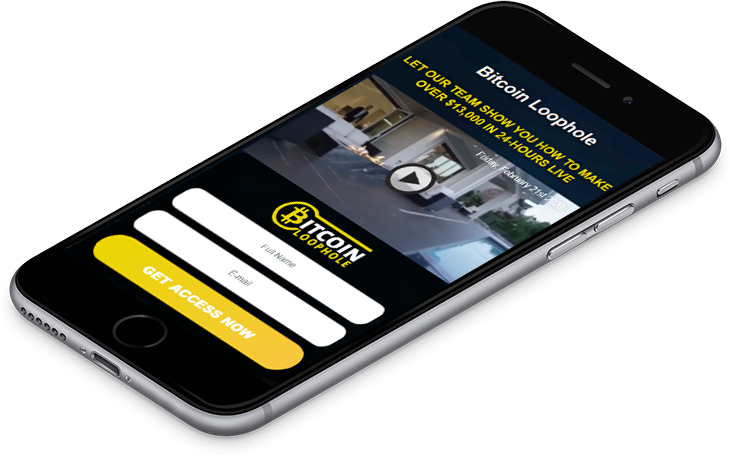 Bitcoin Loophole
LET OUR TEAM SHOW YOU HOW TO MAKE
OVER $13,000 IN 24-HOURS LIVE
Friday, February 21st
BITCOIN
LOOPHOLE
Full Name
E-mail
GET ACCESS NOW